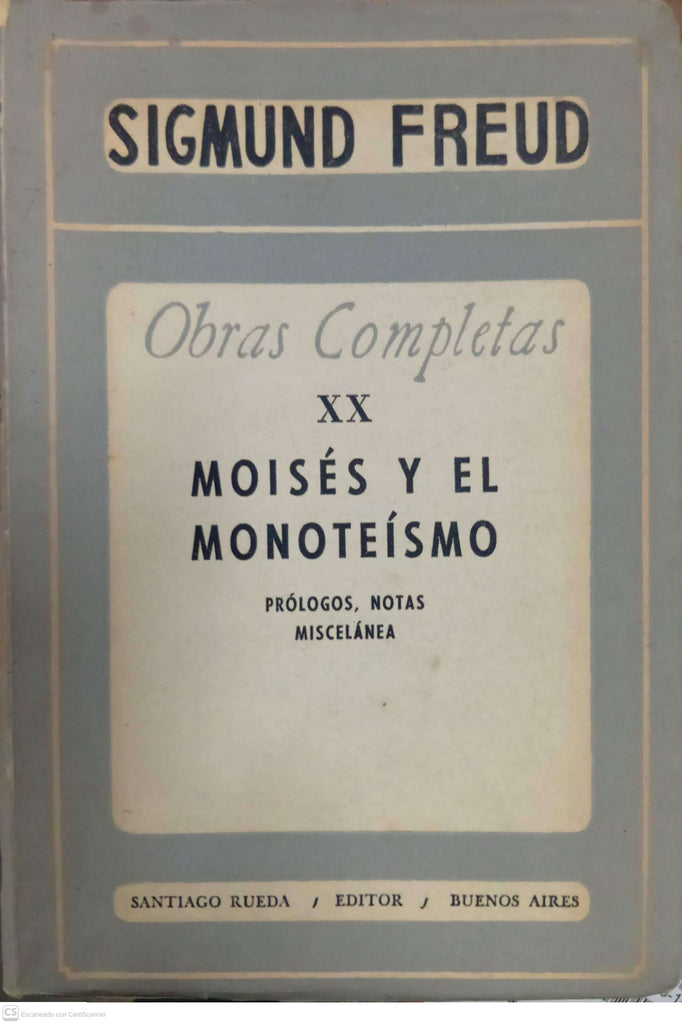 SIGMUND FREUD
Obras Completas
XX
MOISÉS Y EL
MONOTEÍSMO
PRÓLOGOS, NOTAS
MISCELÁNEA
SANTIAGO RUEDA / EDITOR / BUENOS AIRES
CS Escaneado con CamScanner